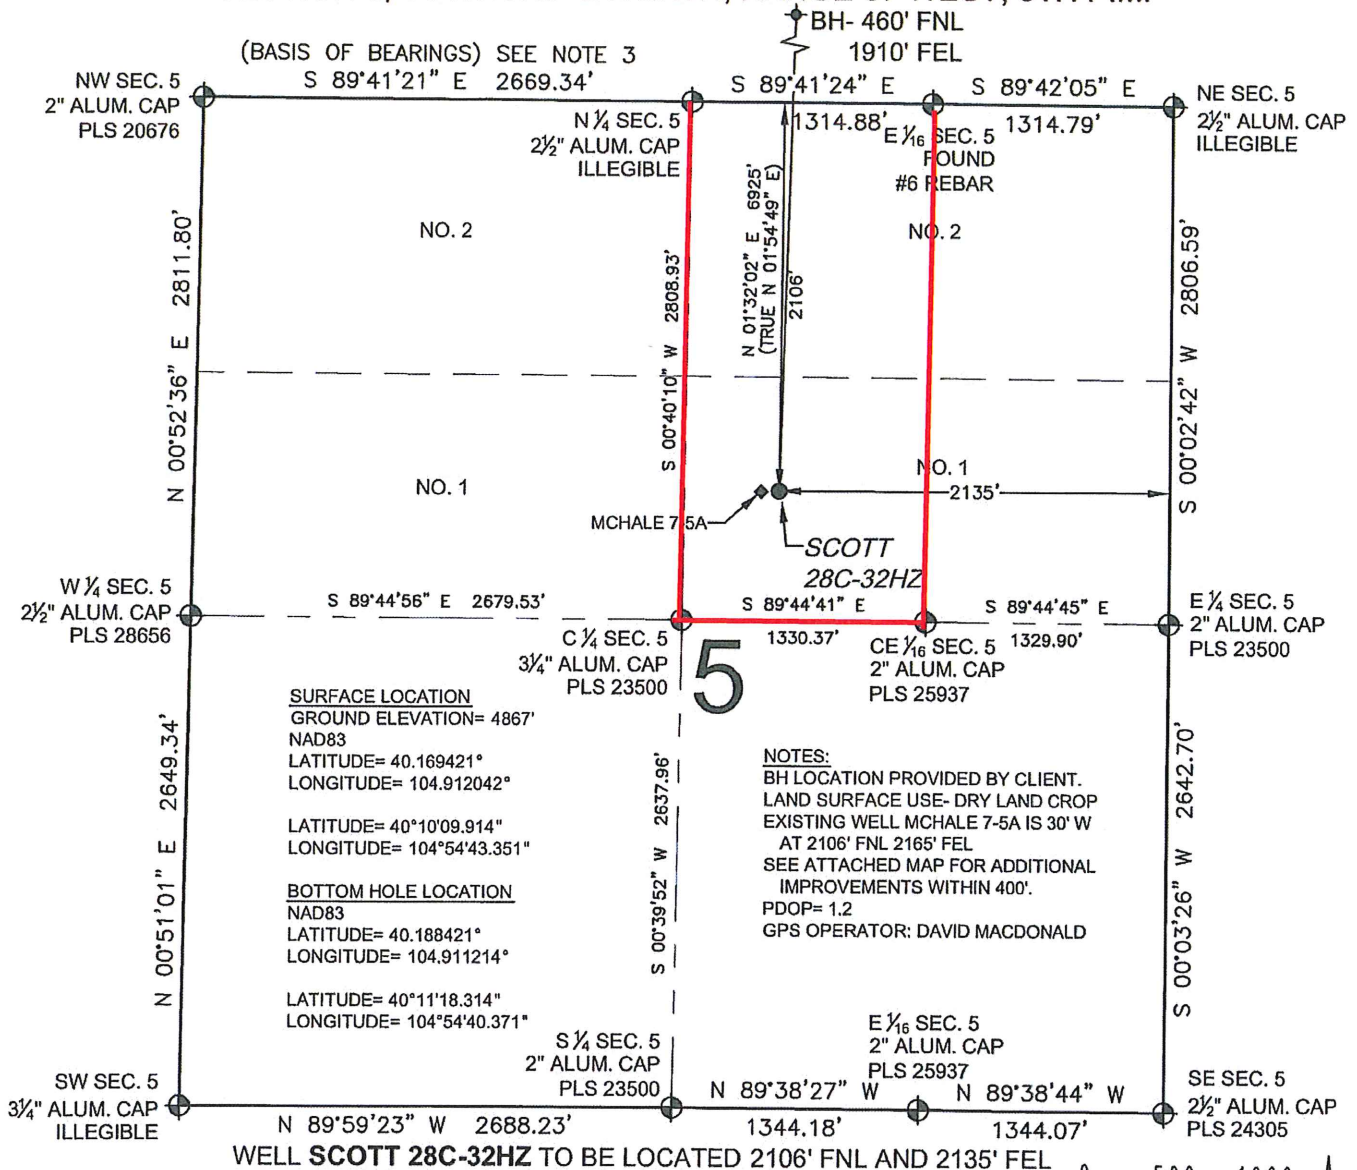 BH- 460' FNL
1910' FEL
(BASIS OF BEARINGS) SEE NOTE 3
S 89°41'21" E 2669.34'
S 89°41'24" E
1314.88'
S 89°42'05" E
1314.79'
NW SEC. 5
2" ALUM. CAP
PLS 20676
N ¼ SEC. 5
2½" ALUM. CAP
ILLEGIBLE
E 1/16 SEC. 5
FOUND
#6 REBAR
NE SEC. 5
2½" ALUM. CAP
ILLEGIBLE
N 00°52'36" E 2811.80'
NO. 2
S 00°40'10" W 2808.93'
N 01°32'02" E 6925'
(TRUE N 01°54'49" E)
2106'
NO. 2
S 00°02'42" W 2806.59'
NO. 1
NO. 1
2135'
MCHALE 7-5A
SCOTT
28C-32HZ
W ¼ SEC. 5
2½" ALUM. CAP
PLS 28656
S 89°44'56" E 2679.53'
S 89°44'41" E
1330.37'
S 89°44'45" E
1329.90'
C ¼ SEC. 5
3¼" ALUM. CAP
PLS 23500
5
CE 1/16 SEC. 5
2" ALUM. CAP
PLS 25937
E ¼ SEC. 5
2" ALUM. CAP
PLS 23500
N 00°51'01" E 2649.34'
SURFACE LOCATION
GROUND ELEVATION= 4867'
NAD83
LATITUDE= 40.169421°
LONGITUDE= 104.912042°
LATITUDE= 40°10'09.914"
LONGITUDE= 104°54'43.351"
BOTTOM HOLE LOCATION
NAD83
LATITUDE= 40.188421°
LONGITUDE= 104.911214°
LATITUDE= 40°11'18.314"
LONGITUDE= 104°54'40.371"
S 00°39'52" W 2637.96'
NOTES:
BH LOCATION PROVIDED BY CLIENT.
LAND SURFACE USE- DRY LAND CROP
EXISTING WELL MCHALE 7-5A IS 30' W
AT 2106' FNL 2165' FEL
SEE ATTACHED MAP FOR ADDITIONAL
IMPROVEMENTS WITHIN 400'.
PDOP= 1.2
GPS OPERATOR: DAVID MACDONALD
S 00°03'26" W 2642.70'
SW SEC. 5
3¼" ALUM. CAP
ILLEGIBLE
S ¼ SEC. 5
2" ALUM. CAP
PLS 23500
E 1/16 SEC. 5
2" ALUM. CAP
PLS 25937
SE SEC. 5
2½" ALUM. CAP
PLS 24305
N 89°59'23" W 2688.23'
N 89°38'27" W
1344.18'
N 89°38'44" W
1344.07'
WELL SCOTT 28C-32HZ TO BE LOCATED 2106' FNL AND 2135' FEL